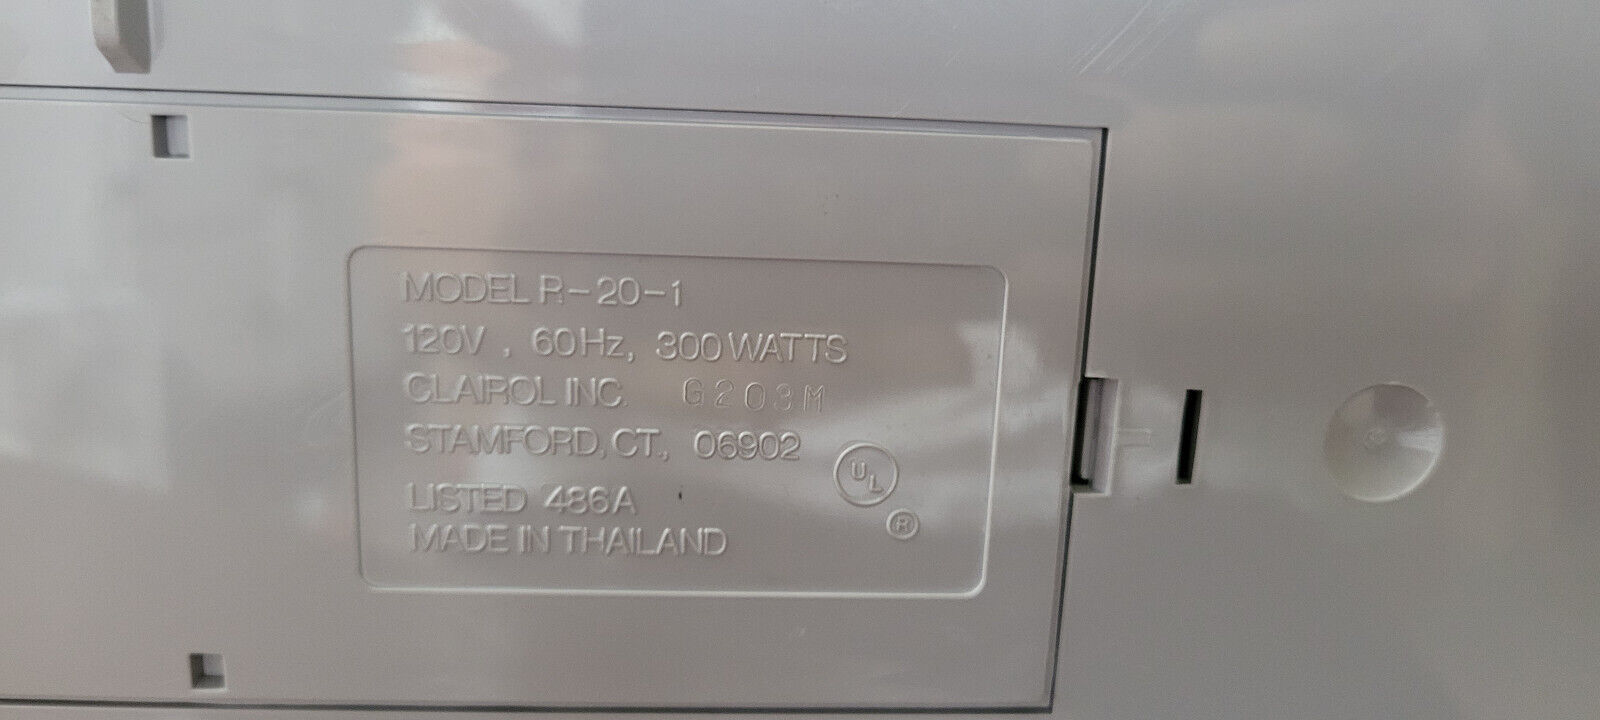 MODEL R-20-1
120V , 60Hz, 300 WATTS
CLAIROL INC. G203M
STAMFORD, CT., 06902
UL
LISTED 486A
®
MADE IN THAILAND